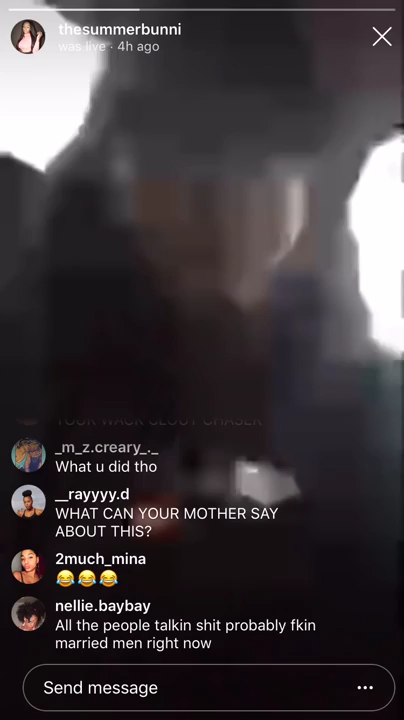 thesummerbunni
was live · 4h ago
YOUR WACK CLOUT CHASER
_m_z.creary_._
What u did tho
__rayyyy.d
WHAT CAN YOUR MOTHER SAY
ABOUT THIS?
2much_mina
😂😂😂
nellie.baybay
All the people talkin shit probably fkin
married men right now
Send message